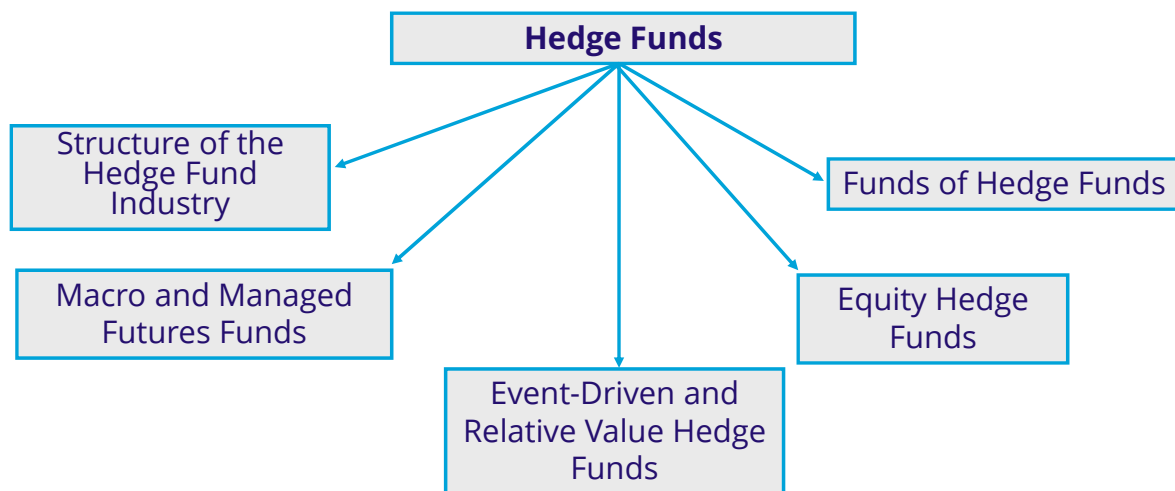 Hedge Funds
Structure of the
Hedge Fund
Industry
Funds of Hedge Funds
Macro and Managed
Futures Funds
Equity Hedge
Funds
Event-Driven and
Relative Value Hedge
Funds